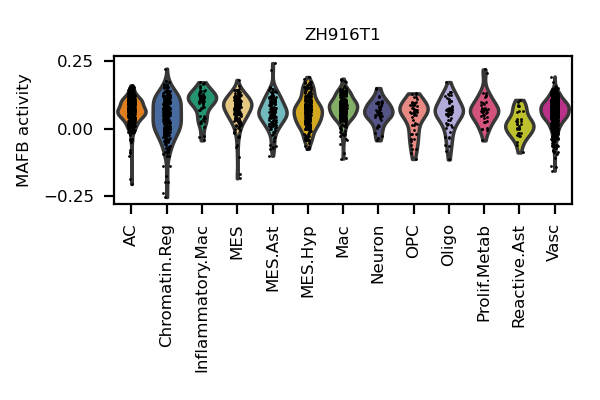 ZH916T1
MAFB activity
0.25
0.00
−0.25
AC
Chromatin.Reg
Inflammatory.Mac
MES
MES.Ast
MES.Hyp
Mac
Neuron
OPC
Oligo
Prolif.Metab
Reactive.Ast
Vasc